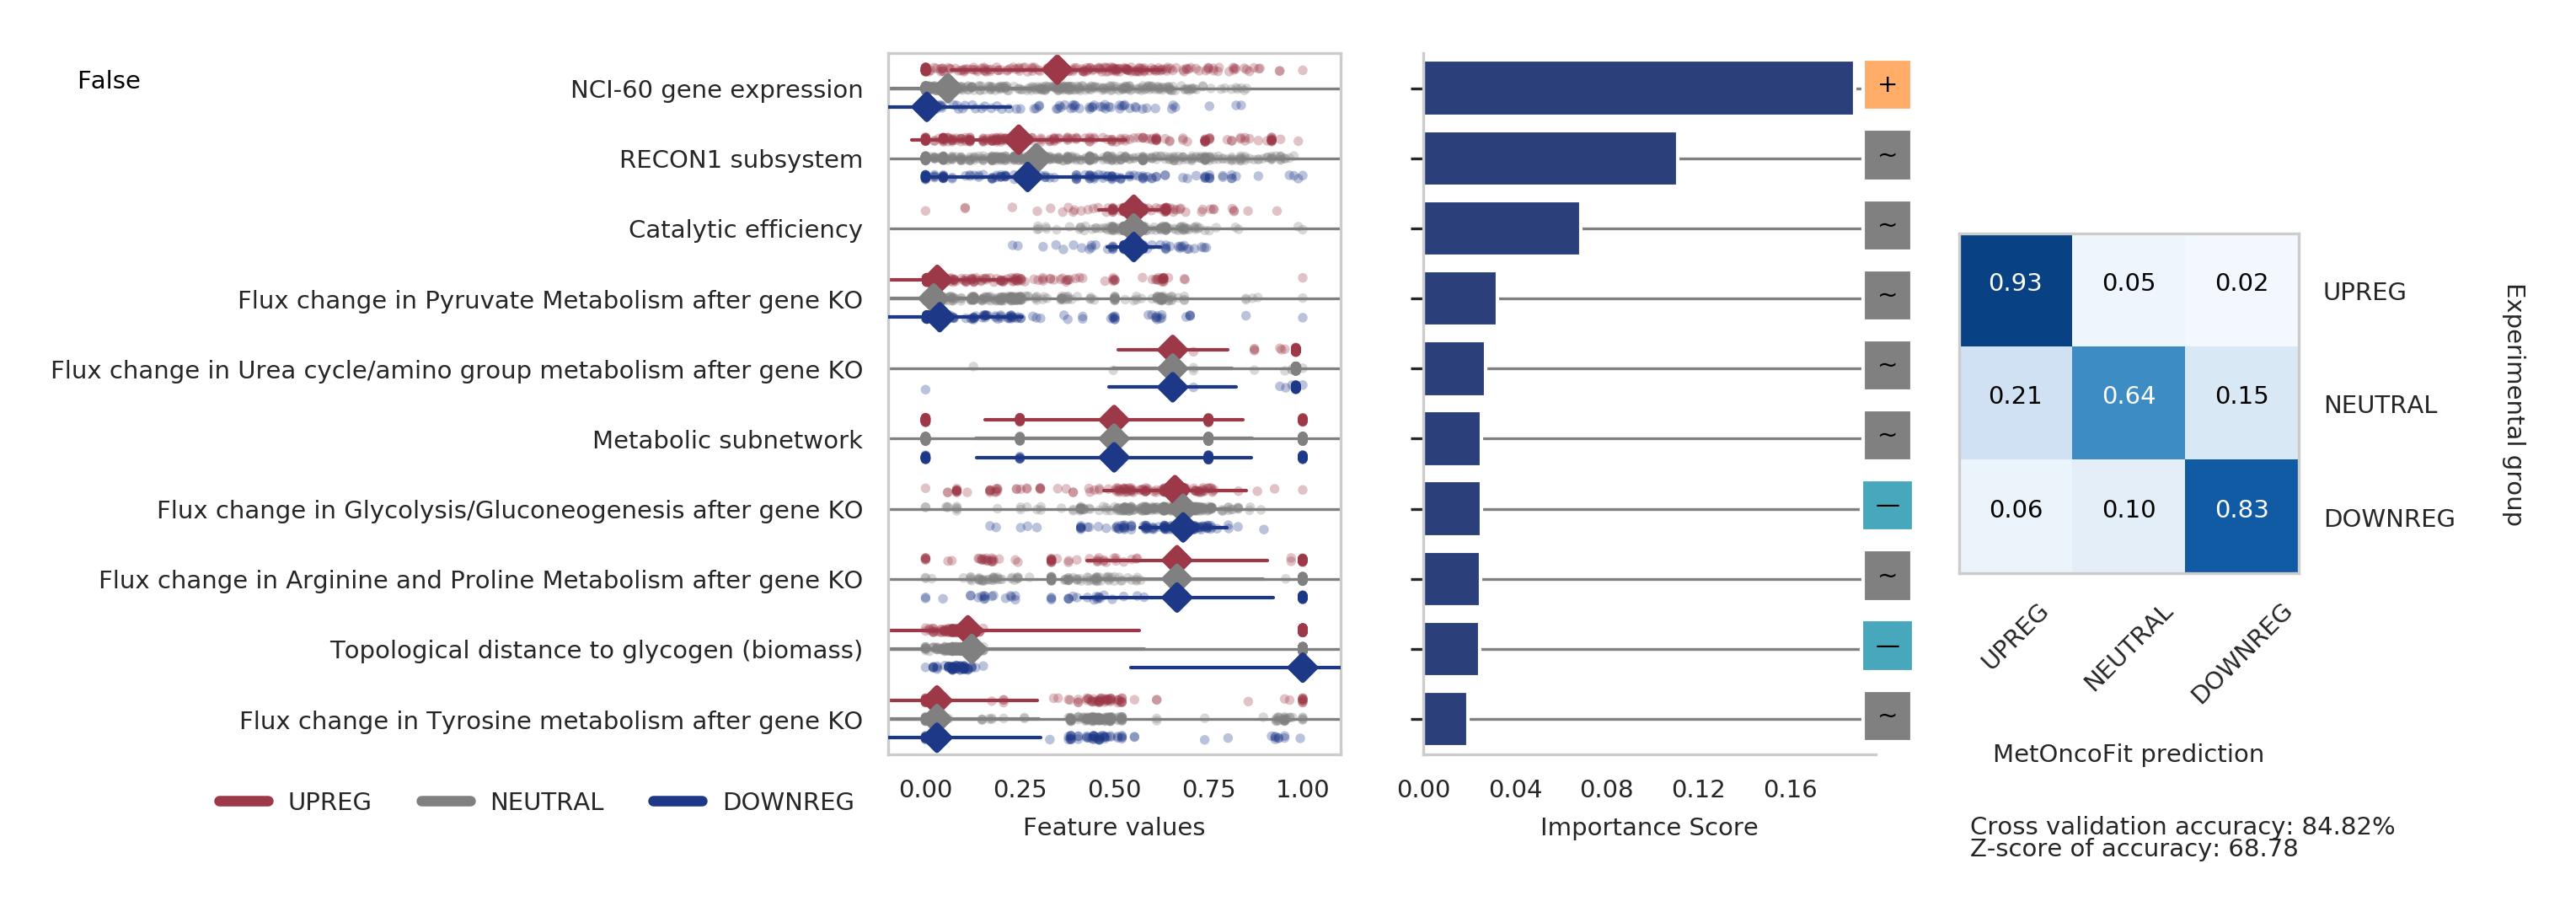 False
NCI-60 gene expression
RECON1 subsystem
Catalytic efficiency
Flux change in Pyruvate Metabolism after gene KO
Flux change in Urea cycle/amino group metabolism after gene KO
Metabolic subnetwork
Flux change in Glycolysis/Gluconeogenesis after gene KO
Flux change in Arginine and Proline Metabolism after gene KO
Topological distance to glycogen (biomass)
Flux change in Tyrosine metabolism after gene KO
UPREG NEUTRAL DOWNREG
0.00 0.25 0.50 0.75 1.00
Feature values
+
~
~
~
~
~
—
~
—
~
0.00 0.04 0.08 0.12 0.16
Importance Score
0.93 0.05 0.02 UPREG
0.21 0.64 0.15 NEUTRAL
0.06 0.10 0.83 DOWNREG
Experimental group
UPREG NEUTRAL DOWNREG
MetOncoFit prediction
Cross validation accuracy: 84.82%
Z-score of accuracy: 68.78